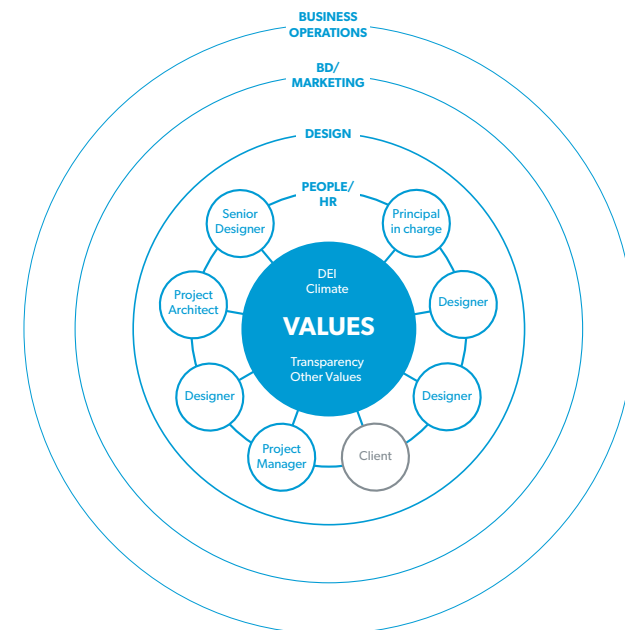 BUSINESS
OPERATIONS
BD/
MARKETING
DESIGN
PEOPLE/
HR
Senior
Designer
Principal
in charge
DEI
Climate
Project
Architect
Designer
VALUES
Transparency
Other Values
Designer
Designer
Project
Manager
Client